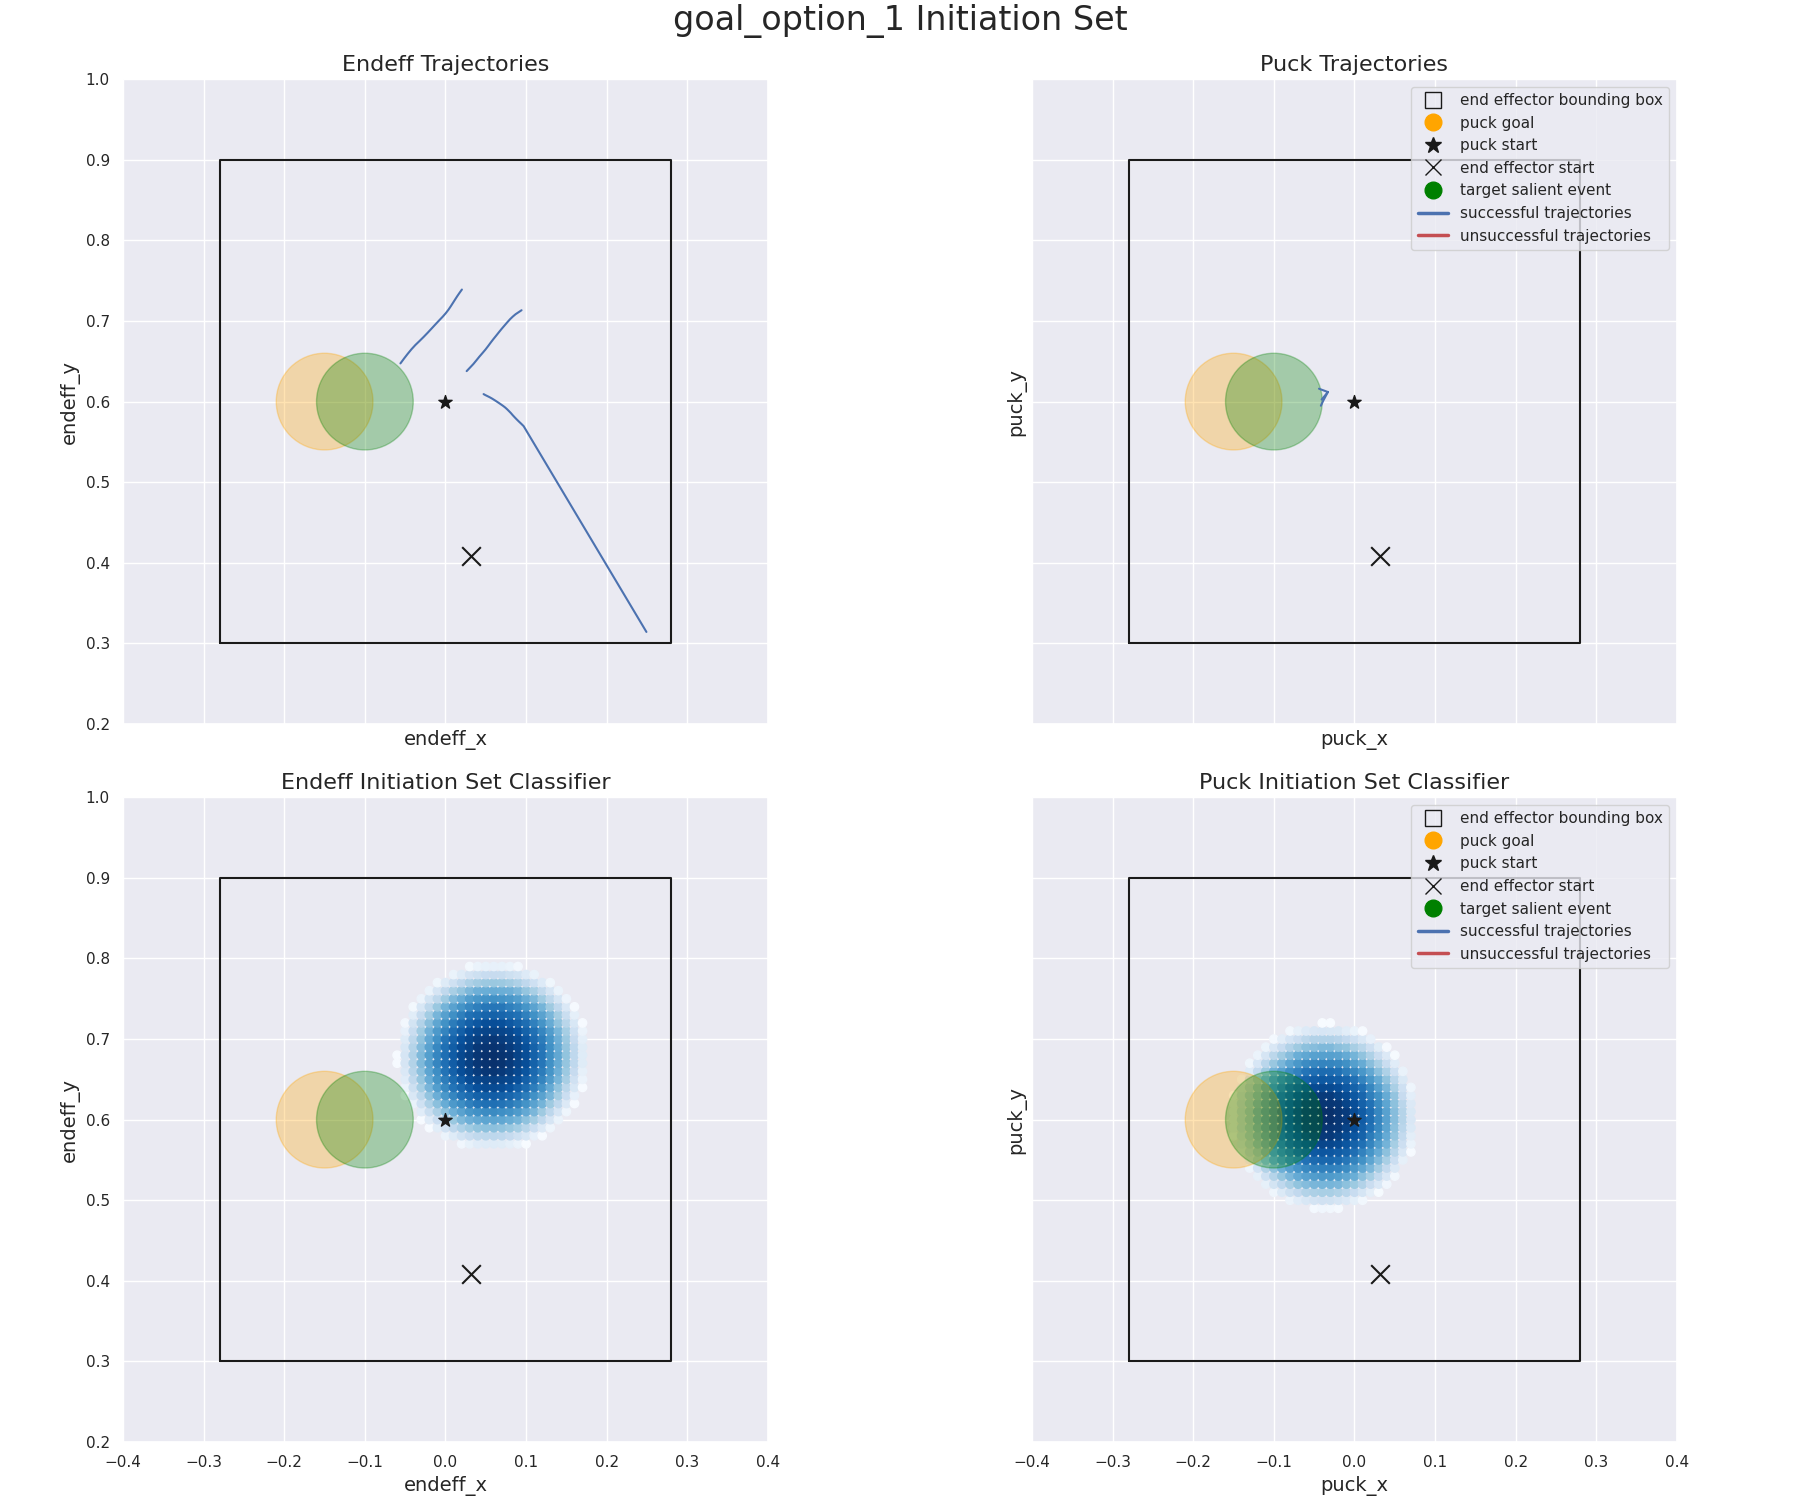 goal_option_1 Initiation Set
Endeff Trajectories
1.0
0.9
0.8
0.7
0.6
0.5
0.4
0.3
0.2
endeff_y
endeff_x
Puck Trajectories
end effector bounding box
puck goal
puck start
end effector start
target salient event
successful trajectories
unsuccessful trajectories
puck_y
puck_x
Endeff Initiation Set Classifier
1.0
0.9
0.8
0.7
0.6
0.5
0.4
0.3
0.2
endeff_y
−0.4 −0.3 −0.2 −0.1 0.0 0.1 0.2 0.3 0.4
endeff_x
Puck Initiation Set Classifier
end effector bounding box
puck goal
puck start
end effector start
target salient event
successful trajectories
unsuccessful trajectories
puck_y
−0.4 −0.3 −0.2 −0.1 0.0 0.1 0.2 0.3 0.4
puck_x